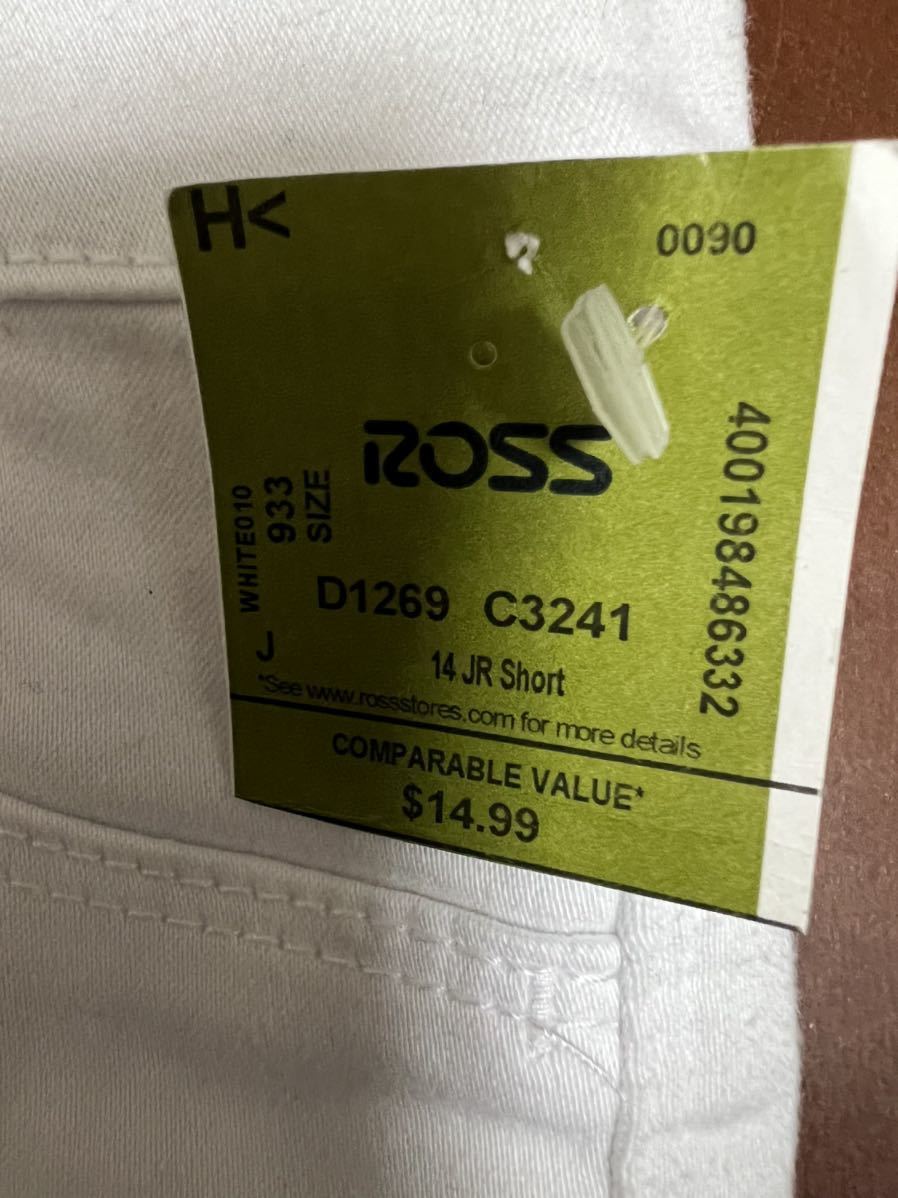 H<
0090
ROSS
WHITE010
933
SIZE
400198486332
D1269 C3241
J
14 JR Short
*See www.rossstores.com for more details
COMPARABLE VALUE*
$14.99